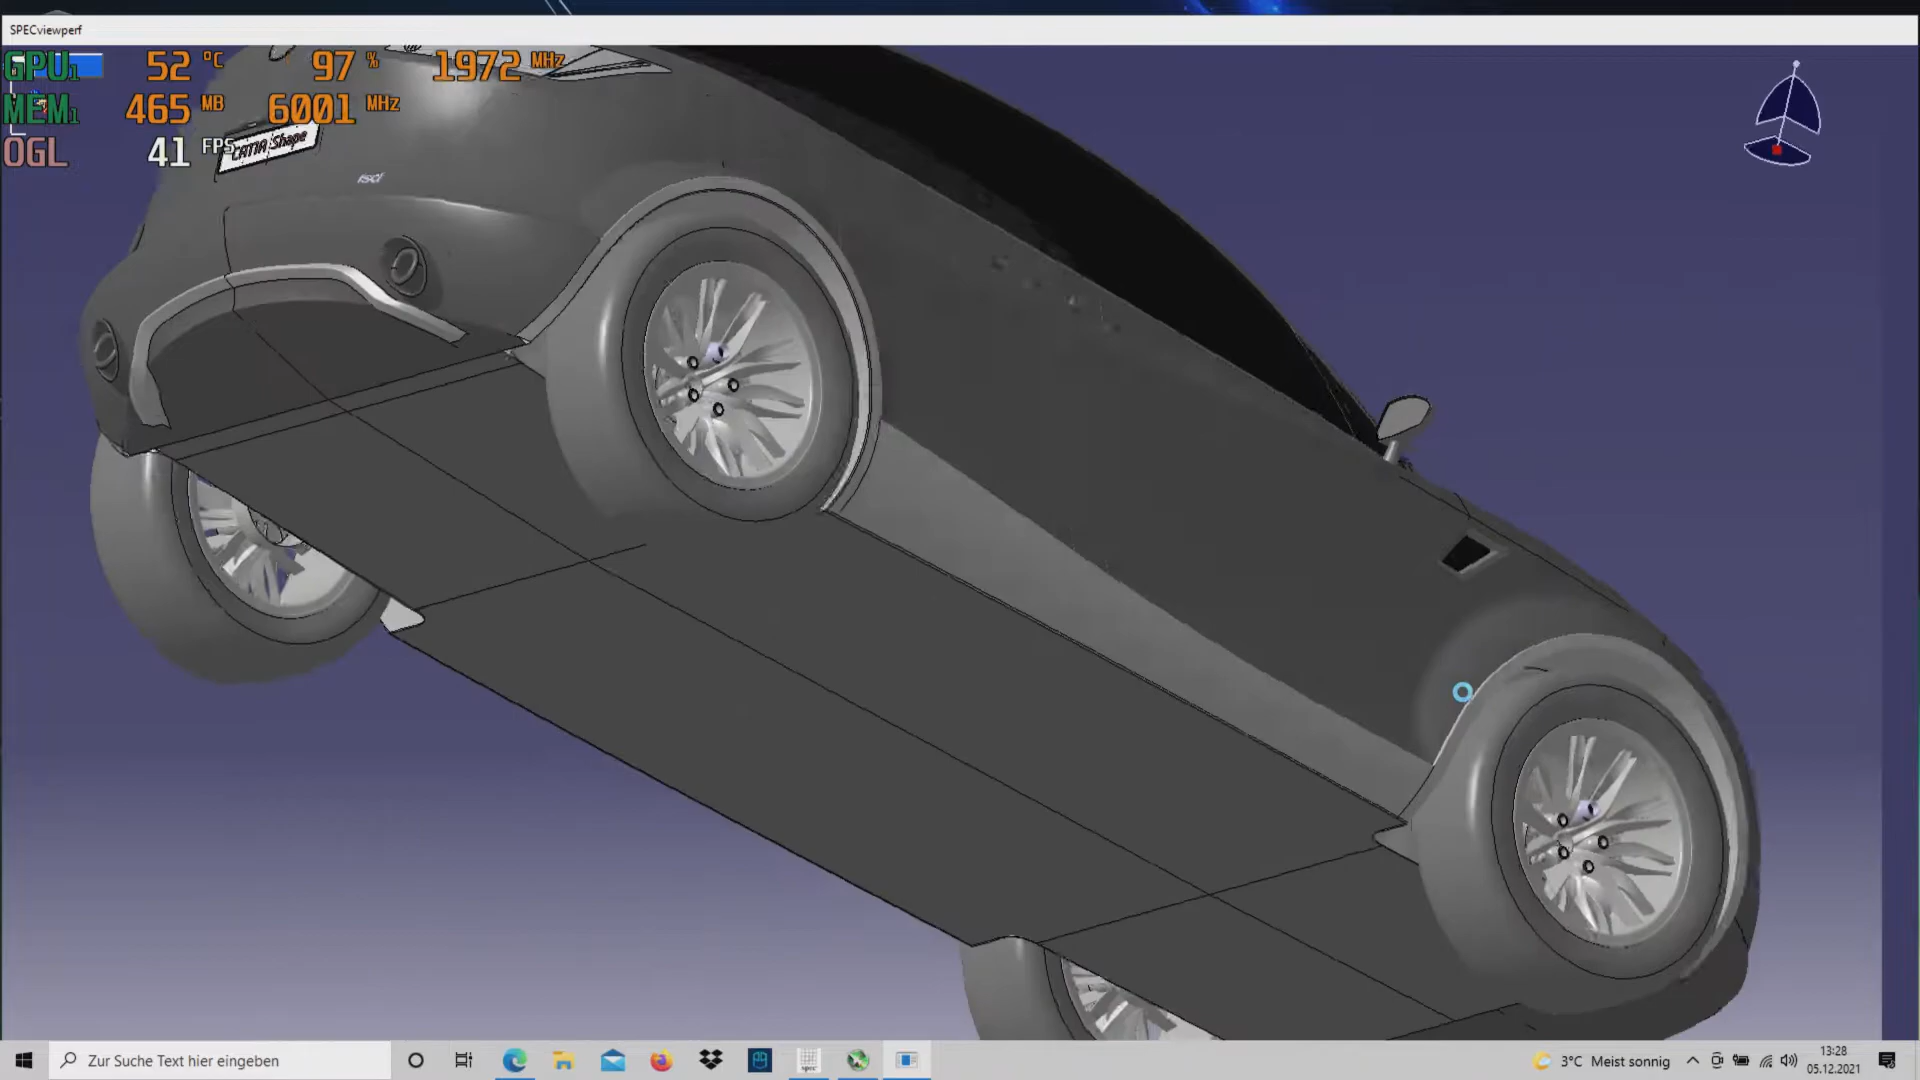 SPECviewperf
GPU1 52 °C 97 % 1972 MHz
MEM1 465 MB 6001 MHz
OGL 41 FPS
CATIA Shape
Zur Suche Text hier eingeben
spec
3°C Meist sonnig
13:28
05.12.2021